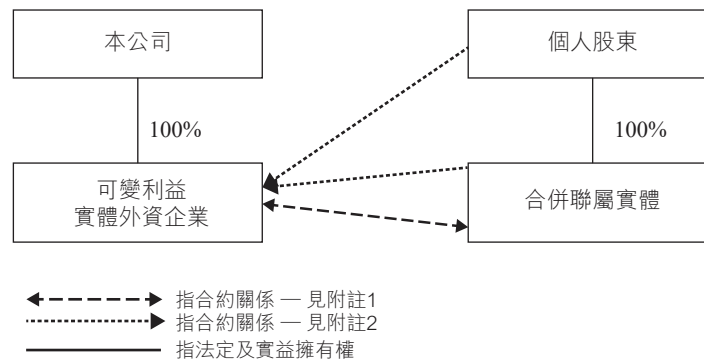 本公司
個人股東
100%
100%
可變利益
實體外資企業
合併聯屬實體
指合約關係 — 見附註1
指合約關係 — 見附註2
指法定及實益擁有權